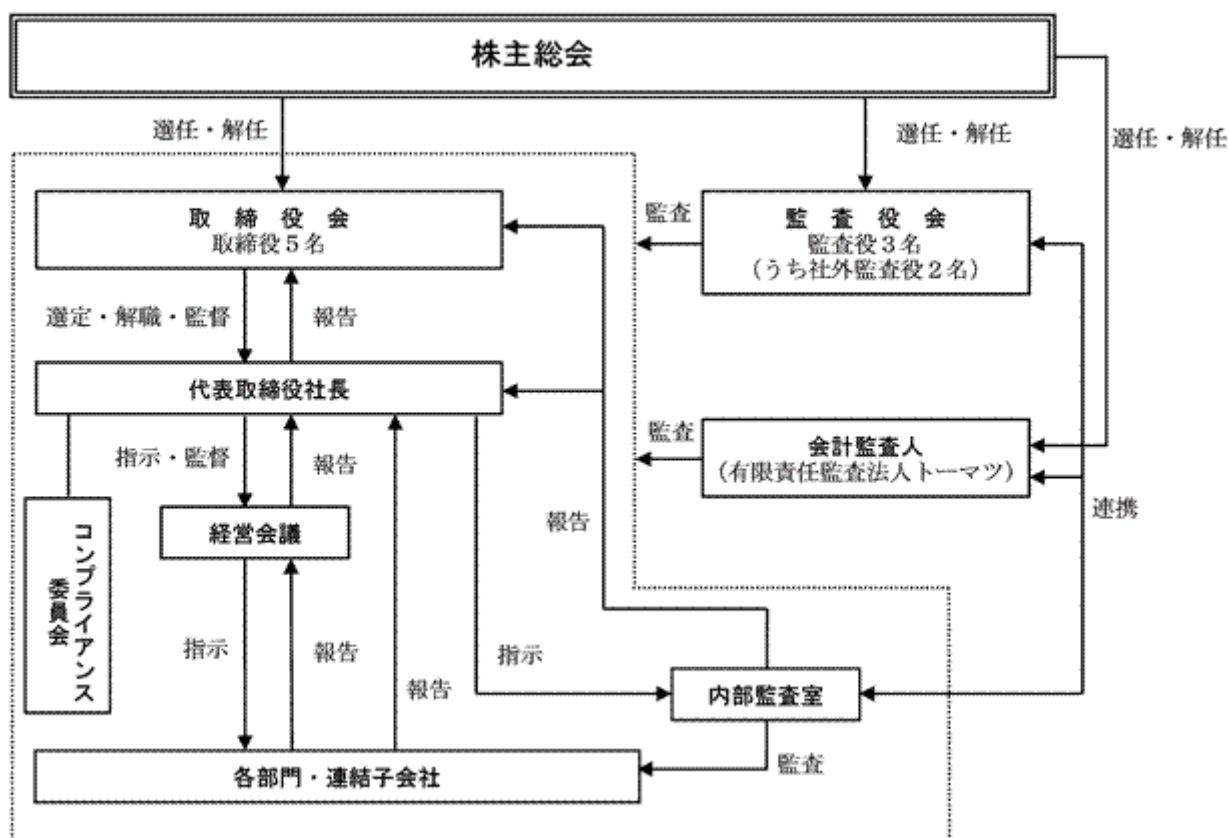 株主総会
選任・解任
選任・解任
選任・解任
取締役会
取締役５名
監査
監査役会
監査役３名
（うち社外監査役２名）
選定・解職・監督
報告
代表取締役社長
監査
会計監査人
（有限責任監査法人トーマツ）
指示・監督
報告
報告
連携
コンプライアンス
委員会
経営会議
指示
報告
報告
指示
内部監査室
監査
各部門・連結子会社